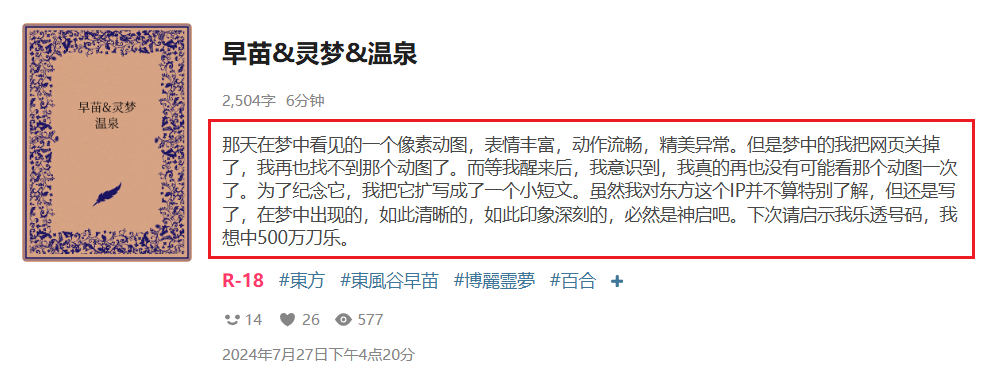 早苗&灵梦
温泉
早苗&灵梦&温泉
2,504字 6分钟
那天在梦中看见的一个像素动图，表情丰富，动作流畅，精美异常。但是梦中的我把网页关掉
了，我再也找不到那个动图了。而等我醒来后，我意识到，我真的再也没有可能看那个动图一次
了。为了纪念它，我把它扩写成了一个小短文。虽然我对东方这个IP并不算特别了解，但还是写
了，在梦中出现的，如此清晰的，如此印象深刻的，必然是神启吧。下次请启示我乐透号码，我
想中500万刀乐。
R-18 #東方 #東風谷早苗 #博麗霊夢 #百合 +
14 26 577
2024年7月27日下午4点20分